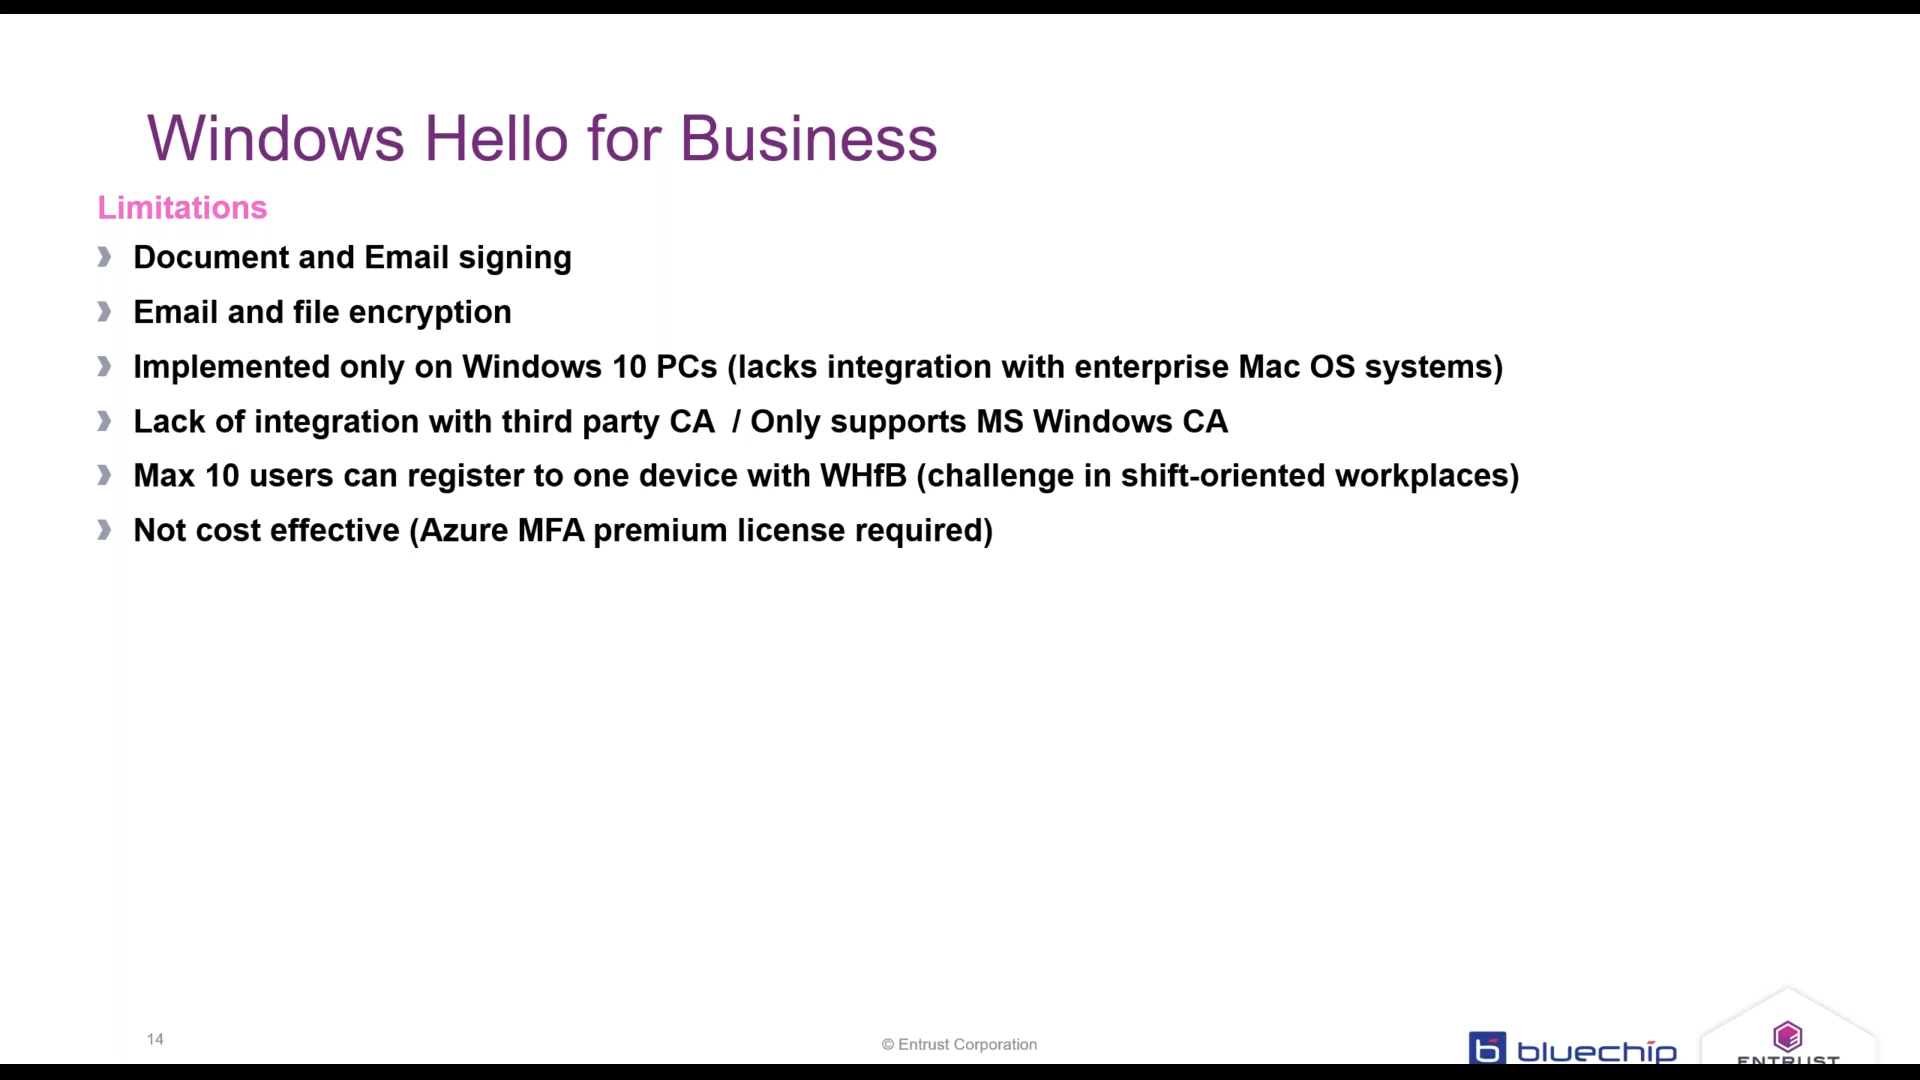 Windows Hello for Business
Limitations
Document and Email signing
Email and file encryption
Implemented only on Windows 10 PCs (lacks integration with enterprise Mac OS systems)
Lack of integration with third party CA / Only supports MS Windows CA
Max 10 users can register to one device with WHfB (challenge in shift-oriented workplaces)
Not cost effective (Azure MFA premium license required)
14
© Entrust Corporation
bluechip
ENTRUST